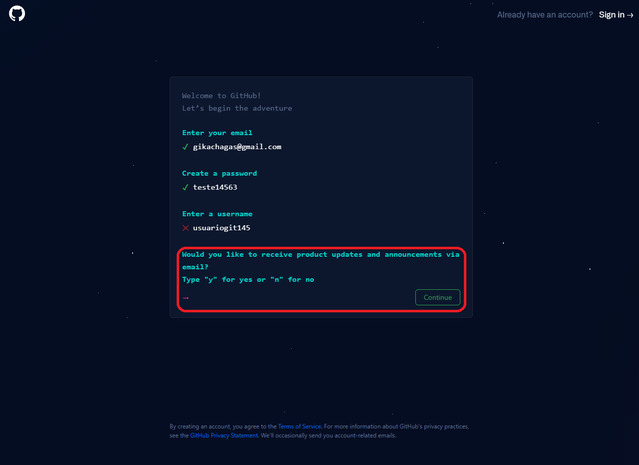 Already have an account? Sign in →
Welcome to GitHub!
Let's begin the adventure
Enter your email
✓ gikachagas@gmail.com
Create a password
✓ teste14563
Enter a username
✕ usuariogit145
Would you like to receive product updates and announcements via
email?
Type "y" for yes or "n" for no
→ Continue
By creating an account, you agree to the Terms of Service. For more information about GitHub's privacy practices,
see the GitHub Privacy Statement. We'll occasionally send you account-related emails.